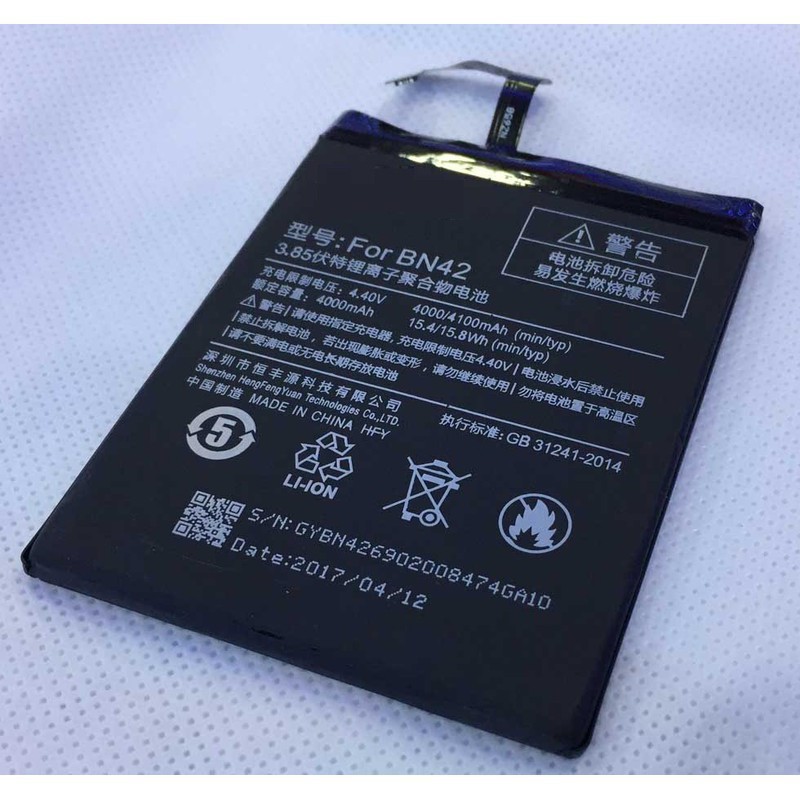 NZ658
警告
电池拆卸危险
易发生燃烧爆炸
型号: For BN42
3.85伏特锂离子聚合物电池
充电限制电压: 4.40V
4000/4100mAh (min/typ)
额定容量: 4000mAh
15.4/15.8Wh (min/typ)
警告|请使用指定充电器, 充电限制电压4.40V|电池浸水后禁止使用
禁止拆解电池, 若出现膨胀或变形, 请勿继续使用|勿将电池置于高温区
请不要满电或无电长期存放电池
深圳市恒丰源科技有限公司
Shenzhen HengFengYuan Technologies Co., LTD.
中国制造 MADE IN CHINA HFY
执行标准: GB 31241-2014
5
LI-ION
S/N:GYBN426902008474GA10
Date:2017/04/12